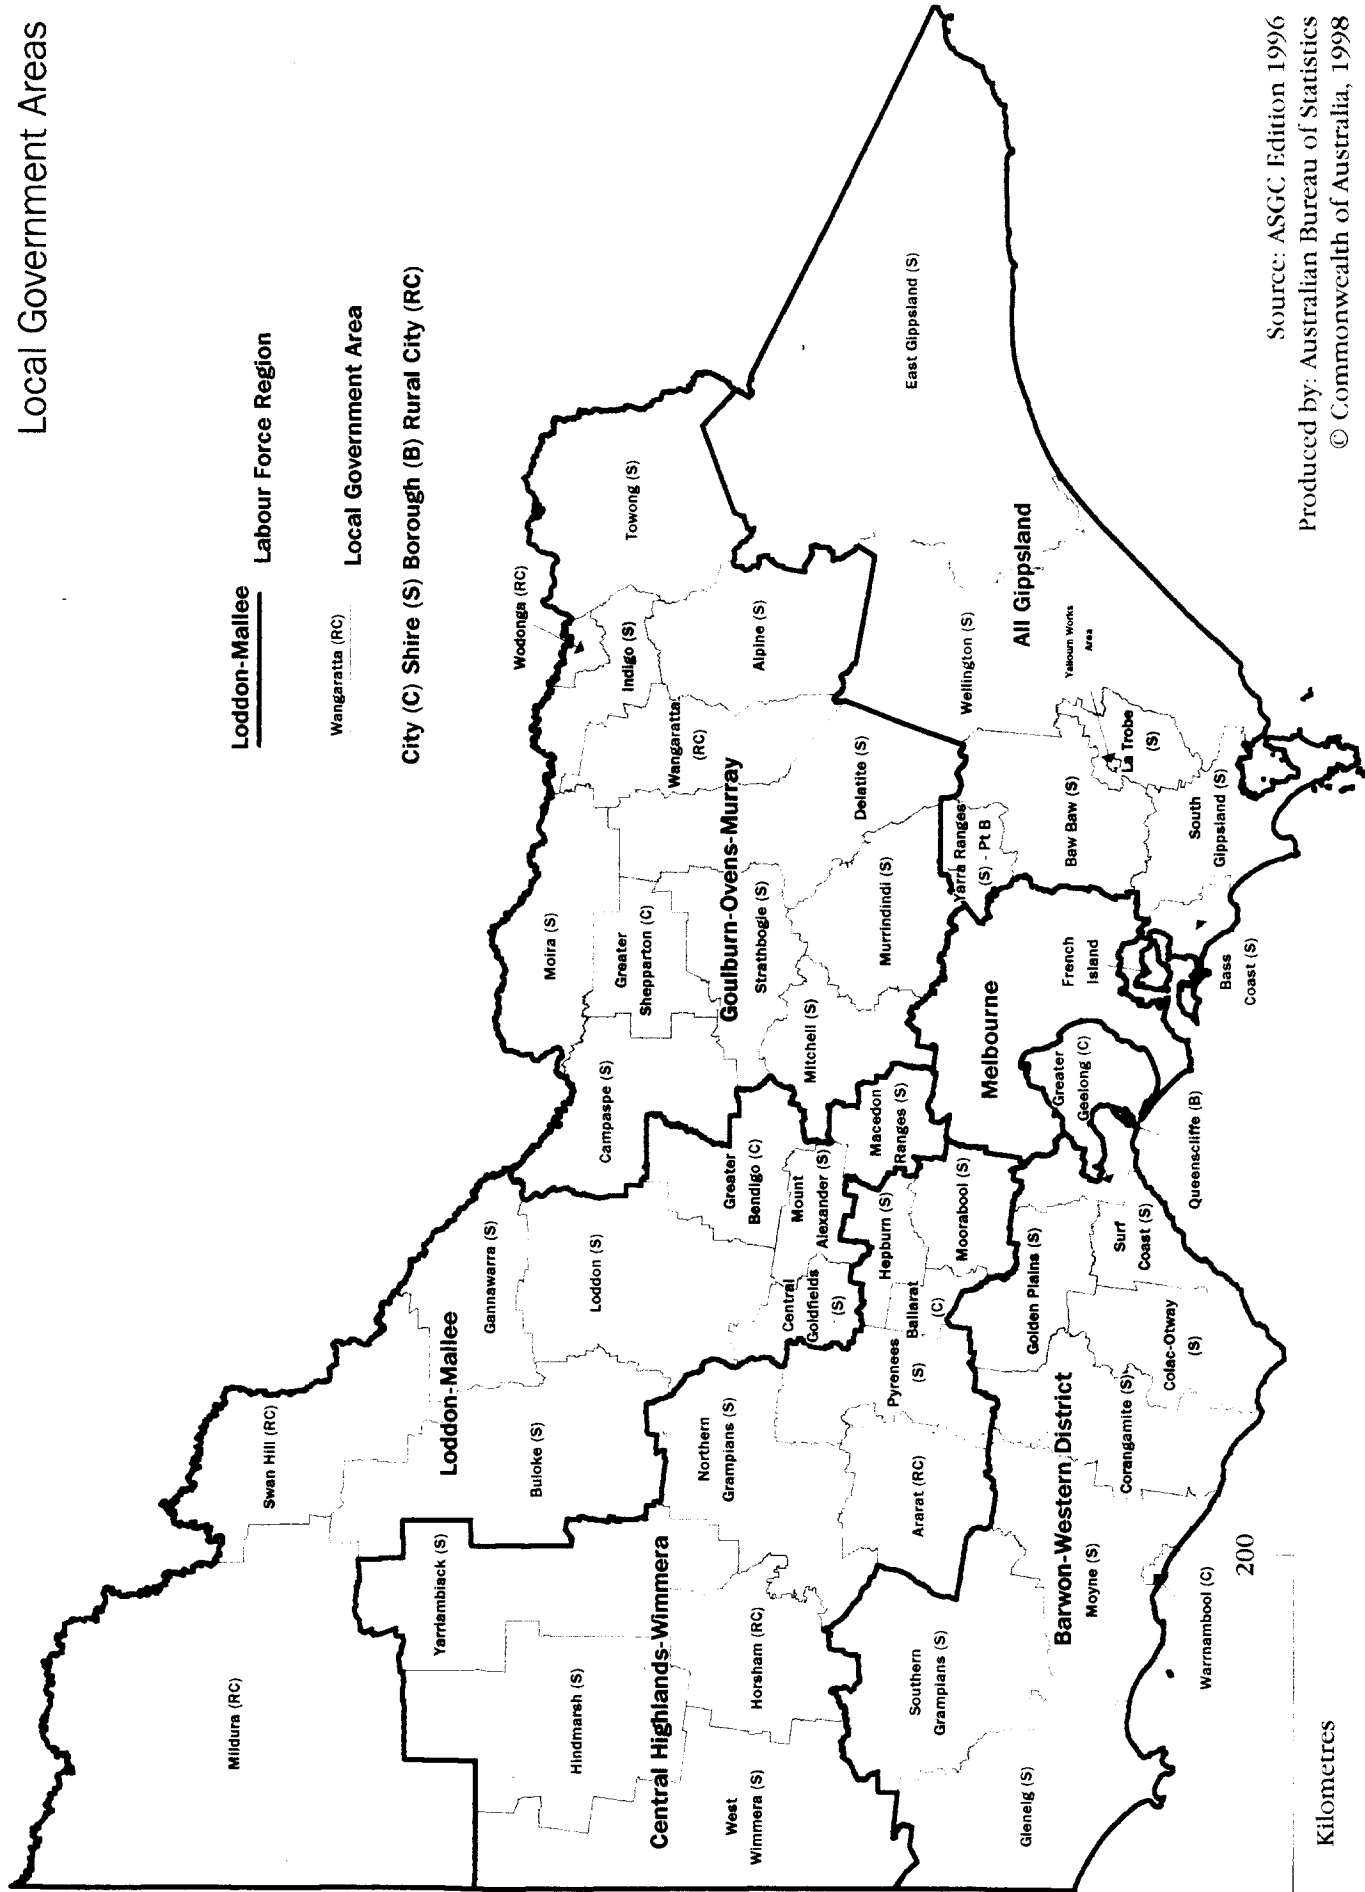 Local Government Areas
Loddon-Mallee
Labour Force Region
Wangaratta (RC)
Local Government Area
City (C) Shire (S) Borough (B) Rural City (RC)
Mildura (RC)
Swan Hill (RC)
Loddon-Mallee
Gannawarra (S)
Buloke (S)
Loddon (S)
Yarriambiack (S)
Hindmarsh (S)
Central Highlands-Wimmera
West
Wimmera (S)
Horsham (RC)
Northern
Grampians (S)
Ararat (RC)
Pyrenees
(S)
Central
Goldfields
(S)
Mount
Alexander (S)
Greater
Bendigo (C)
Campaspe (S)
Macedon
Ranges (S)
Hepburn (S)
Ballarat
(C)
Moorabool (S)
Golden Plains (S)
Surf
Coast (S)
Colac-Otway
(S)
Corangamite (S)
Barwon-Western District
Moyne (S)
Southern
Grampians (S)
Glenelg (S)
Warrnambool (C)
Queenscliffe (B)
Greater
Geelong (C)
Melbourne
French
Island
Bass
Coast (S)
Moira (S)
Greater
Shepparton (C)
Goulburn-Ovens-Murray
Strathbogie (S)
Mitchell (S)
Murrindindi (S)
Delatite (S)
Wangaratta
(RC)
Indigo (S)
Wodonga (RC)
Towong (S)
Alpine (S)
Yarra Ranges
(S) - Pt B
Baw Baw (S)
La Trobe
(S)
South
Gippsland (S)
Yallourn Works
Area
Wellington (S)
All Gippsland
East Gippsland (S)
200
Kilometres
Source: ASGC Edition 1996
Produced by: Australian Bureau of Statistics
© Commonwealth of Australia, 1998